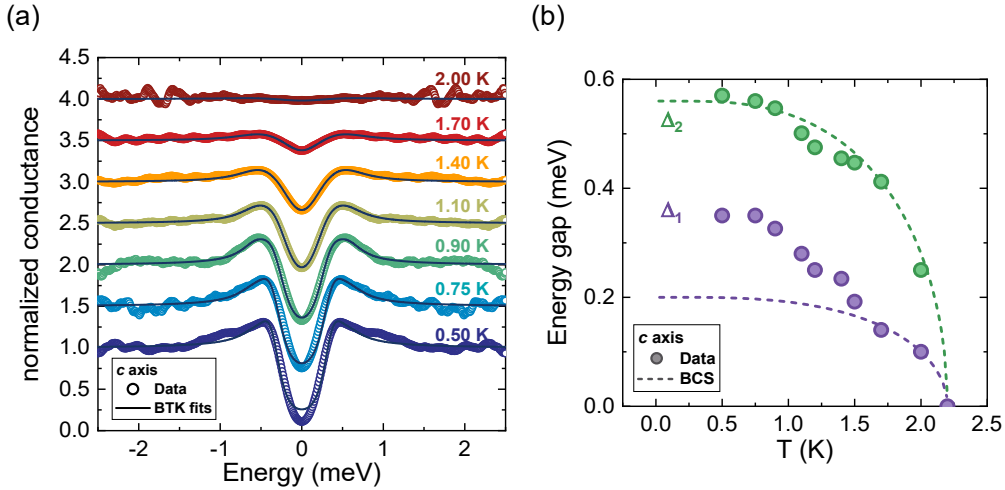 (a)
normalized conductance
4.5
4.0
3.5
3.0
2.5
2.0
1.5
1.0
0.5
0.0
2.00 K
1.70 K
1.40 K
1.10 K
0.90 K
0.75 K
0.50 K
c axis
Data
BTK fits
-2
-1
0
1
2
Energy (meV)
(b)
Energy gap (meV)
0.6
0.4
0.2
0.0
Δ2
Δ1
c axis
Data
BCS
0.0
0.5
1.0
1.5
2.0
2.5
T (K)